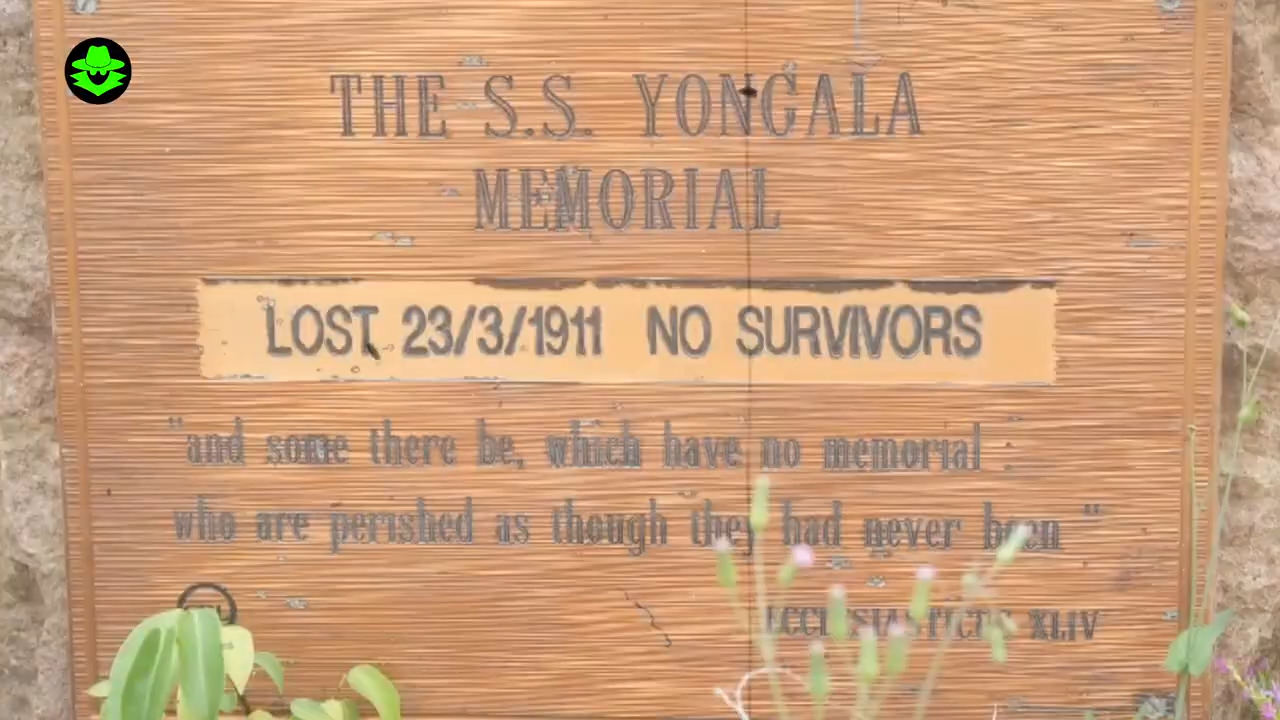 THE S.S. YONGALA
MEMORIAL
LOST 23/3/1911 NO SURVIVORS
"and some there be, which have no memorial .
who are perished as though they had never been "
ECCLESIASTICUS XLIV